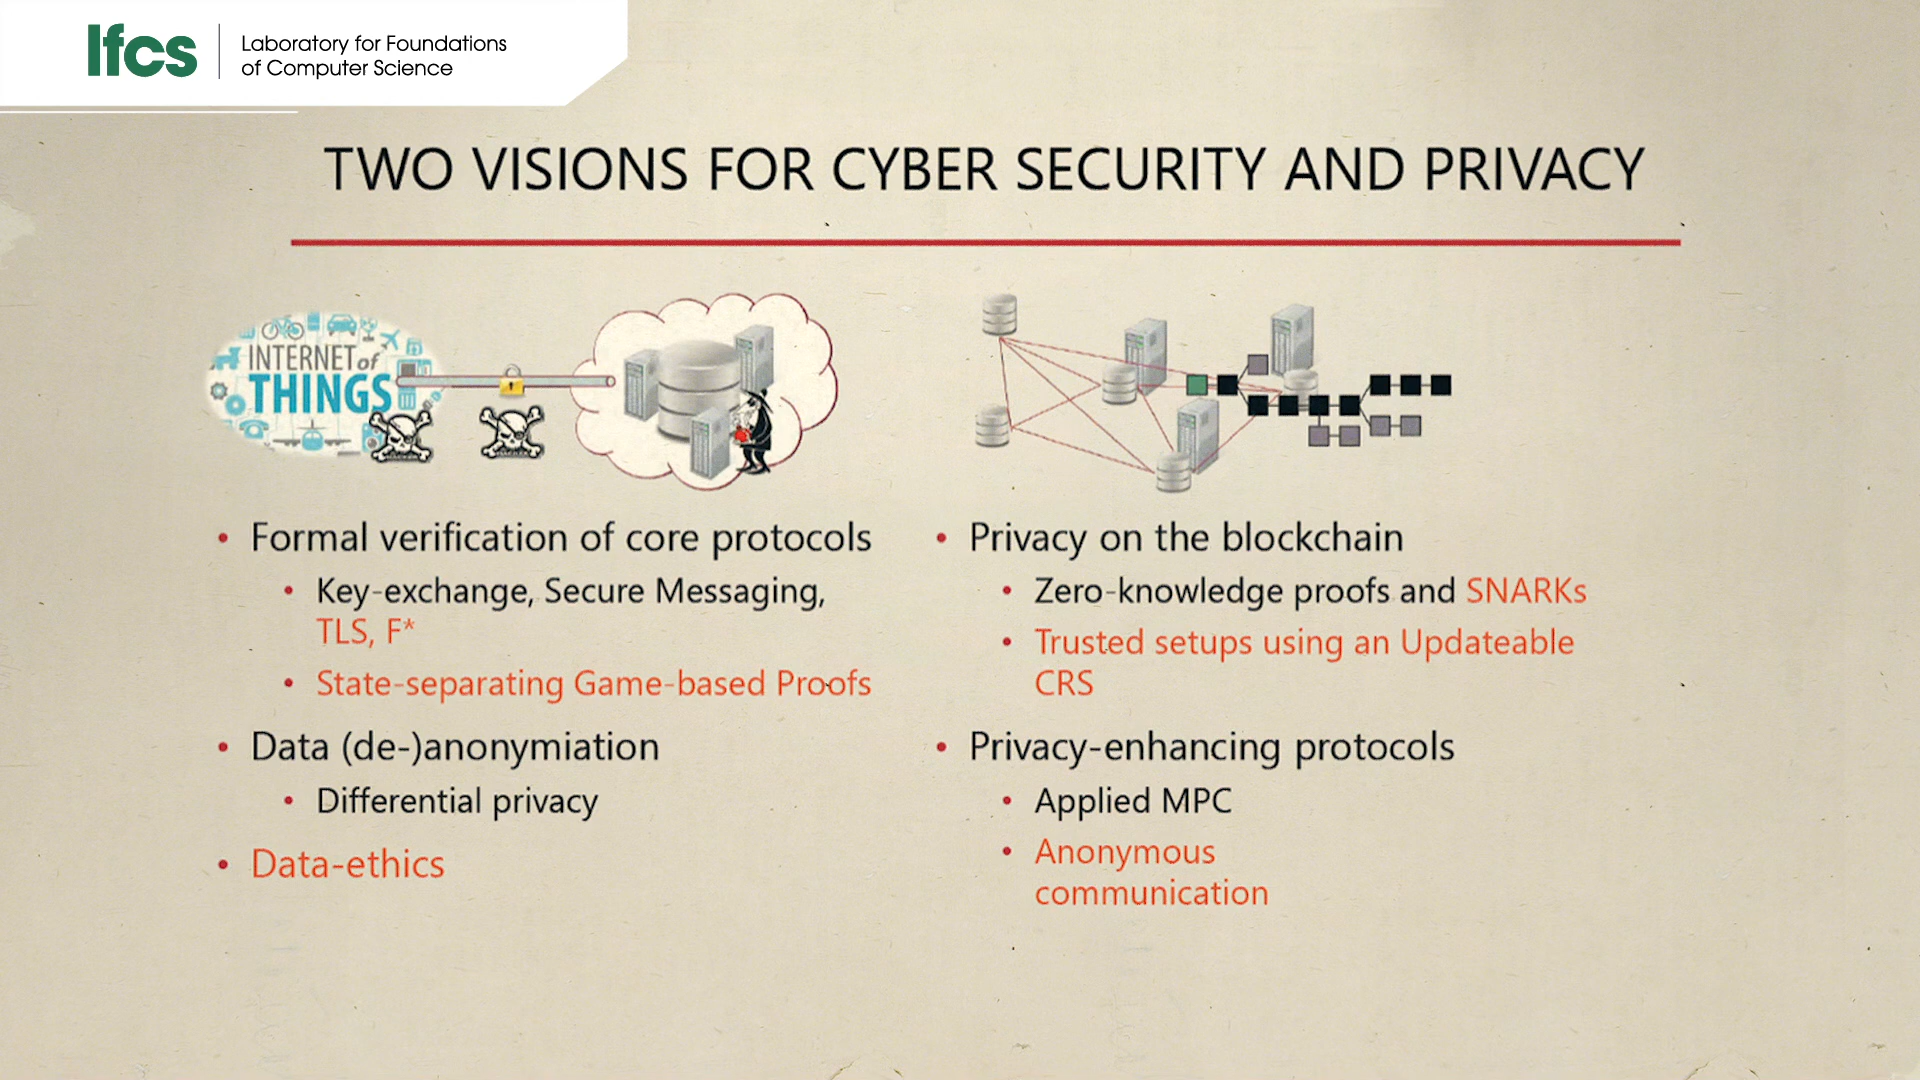 lfcs
Laboratory for Foundations
of Computer Science
TWO VISIONS FOR CYBER SECURITY AND PRIVACY
INTERNET of
THINGS
• Formal verification of core protocols
• Key-exchange, Secure Messaging,
TLS, F*
• State-separating Game-based Proofs
• Data (de-)anonymiation
• Differential privacy
• Data-ethics
• Privacy on the blockchain
• Zero-knowledge proofs and SNARKs
• Trusted setups using an Updateable
CRS
• Privacy-enhancing protocols
• Applied MPC
• Anonymous
communication